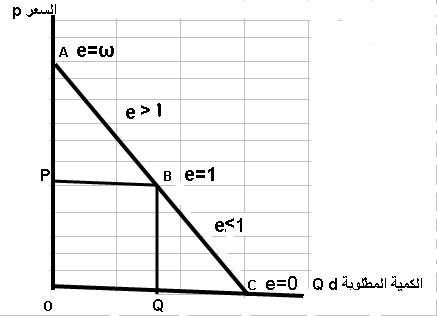 السعر p
A e=ω
e > 1
P
B e=1
e<1
C e=0
Q d الكمية المطلوبة
O
Q